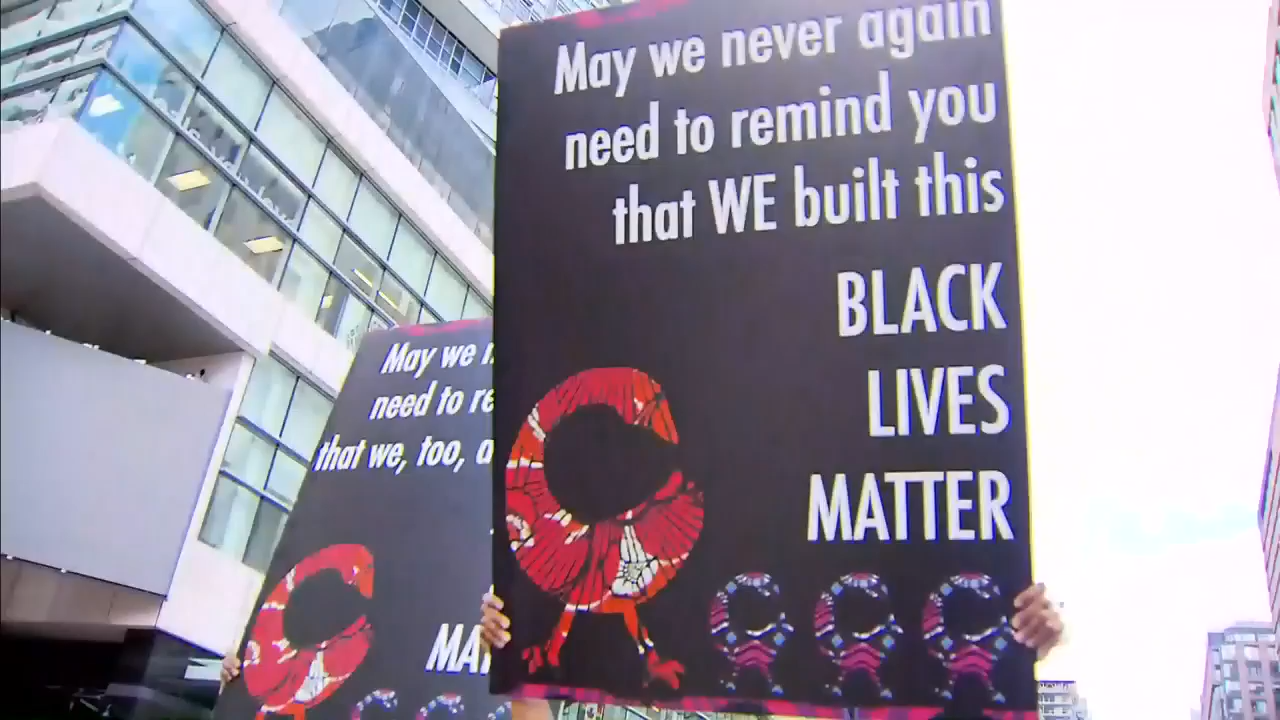 May we never again
need to remind you
that WE built this
BLACK
LIVES
MATTER
May we
need to
that we, too,